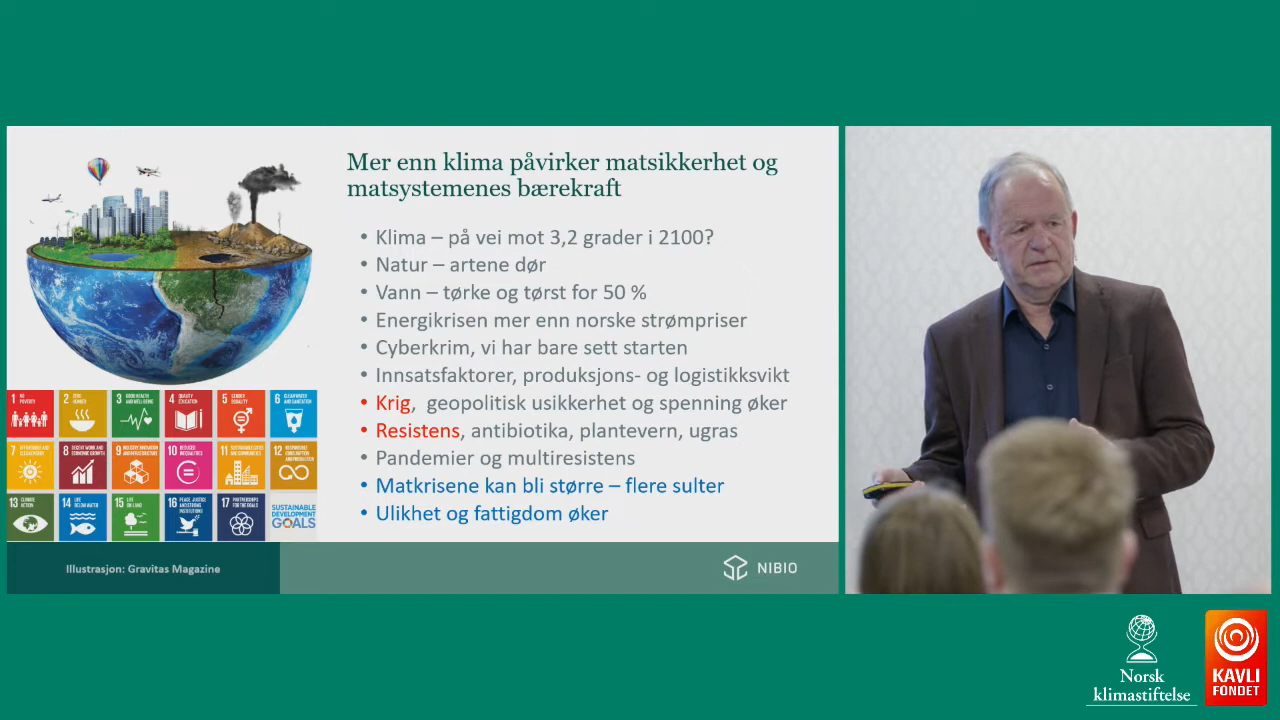 Mer enn klima påvirker matsikkerhet og
matsystemenes bærekraft
• Klima – på vei mot 3,2 grader i 2100?
• Natur – artene dør
• Vann – tørke og tørst for 50 %
• Energikrisen mer enn norske strømpriser
• Cyberkrim, vi har bare sett starten
• Innsatsfaktorer, produksjons- og logistikksvikt
• Krig, geopolitisk usikkerhet og spenning øker
• Resistens, antibiotika, plantevern, ugras
• Pandemier og multiresistens
• Matkrisene kan bli større – flere sulter
• Ulikhet og fattigdom øker
1 NO
POVERTY
2 ZERO
HUNGER
3 GOOD HEALTH
AND WELL-BEING
4 QUALITY
EDUCATION
5 GENDER
EQUALITY
6 CLEAN WATER
AND SANITATION
7 AFFORDABLE AND
CLEAN ENERGY
8 DECENT WORK AND
ECONOMIC GROWTH
9 INDUSTRY, INNOVATION
AND INFRASTRUCTURE
10 REDUCED
INEQUALITIES
11 SUSTAINABLE CITIES
AND COMMUNITIES
12 RESPONSIBLE
CONSUMPTION
AND PRODUCTION
13 CLIMATE
ACTION
14 LIFE
BELOW WATER
15 LIFE
ON LAND
16 PEACE, JUSTICE
AND STRONG
INSTITUTIONS
17 PARTNERSHIPS
FOR THE GOALS
SUSTAINABLE
DEVELOPMENT
GOALS
Illustrasjon: Gravitas Magazine
NIBIO
Norsk
klimastiftelse
KAVLI
FONDET